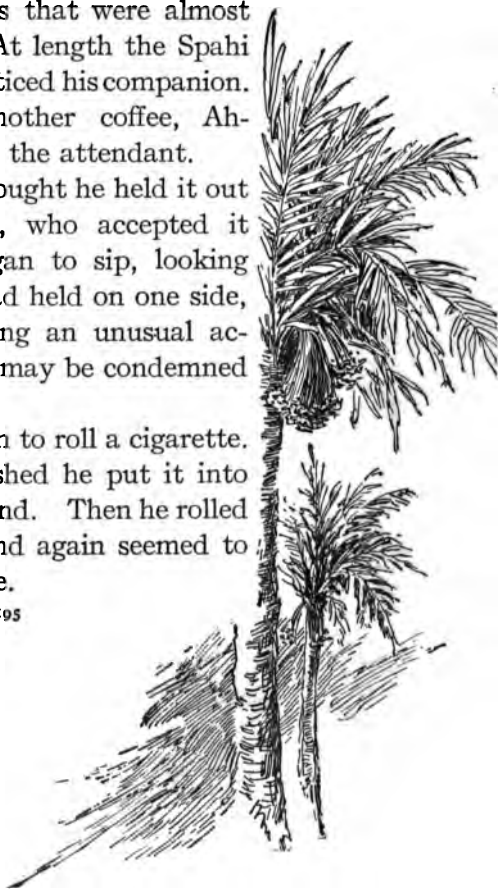 s that were almost
At length the Spahi
ticed his companion.
nother coffee, Ah-
the attendant.
ought he held it out
, who accepted it
gan to sip, looking
d held on one side,
ng an unusual ac-
may be condemned
n to roll a cigarette.
shed he put it into
nd. Then he rolled
nd again seemed to
e.
95